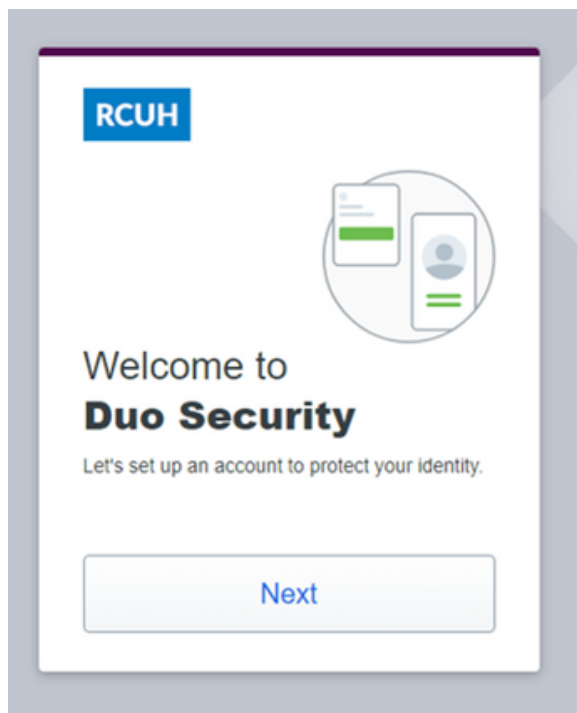 RCUH
Welcome to
Duo Security
Let's set up an account to protect your identity.
Next